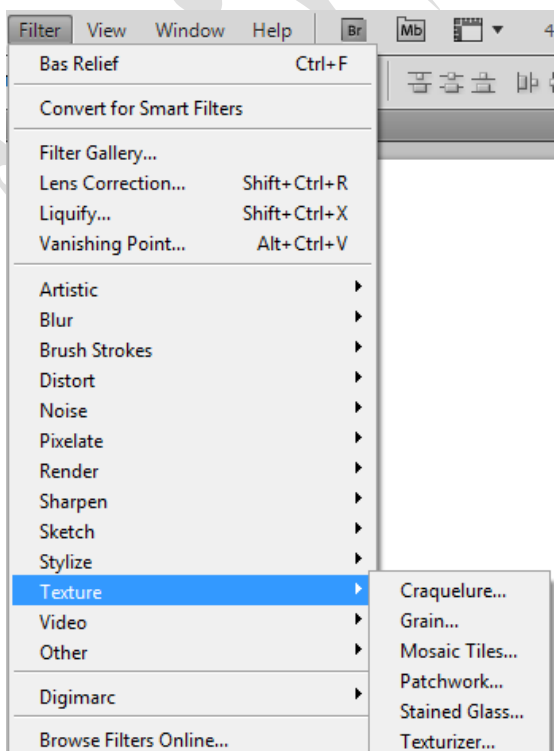 Filter View Window Help Br Mb 4
Bas Relief Ctrl+F
Convert for Smart Filters
Filter Gallery...
Lens Correction... Shift+Ctrl+R
Liquify... Shift+Ctrl+X
Vanishing Point... Alt+Ctrl+V
Artistic
Blur
Brush Strokes
Distort
Noise
Pixelate
Render
Sharpen
Sketch
Stylize
Texture Craquelure...
Video Grain...
Other Mosaic Tiles...
Patchwork...
Digimarc
Stained Glass...
Browse Filters Online... Texturizer...